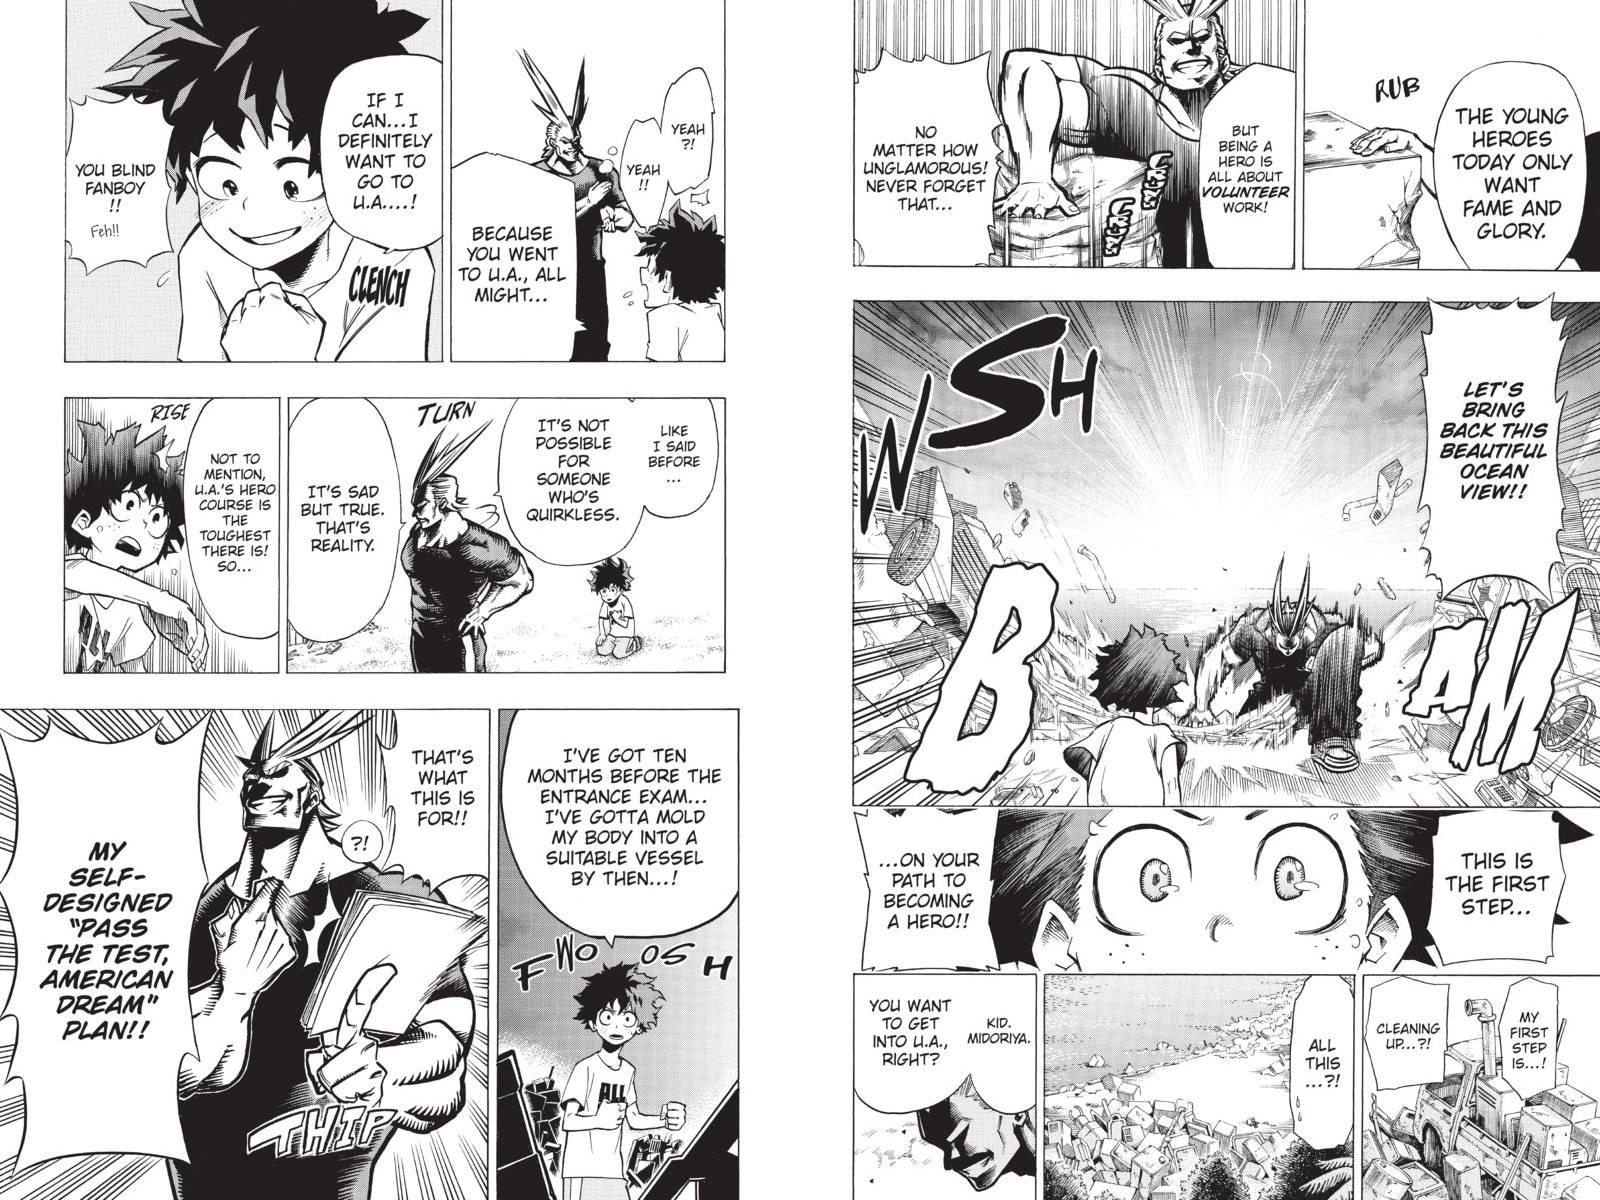 RUB
THE YOUNG
HEROES
TODAY ONLY
WANT
FAME AND
GLORY.
BUT
BEING A
HERO IS
ALL ABOUT
VOLUNTEER
WORK!
NO
MATTER HOW
UNGLAMOROUS!
NEVER FORGET
THAT...
CRRK
CRRK
LET'S
BRING
BACK THIS
BEAUTIFUL
OCEAN
VIEW!!
WSH
BAM
THIS IS
THE FIRST
STEP...
...ON YOUR
PATH TO
BECOMING
A HERO!!
MY
FIRST
STEP
IS...!
CLEANING
UP...?!
ALL
THIS
...?!
KID.
MIDORIYA.
YOU WANT
TO GET
INTO U.A.,
RIGHT?
YEAH
?!
YEAH
!!
BECAUSE
YOU WENT
TO U.A., ALL
MIGHT...
IF I
CAN...I
DEFINITELY
WANT TO
GO TO
U.A....!
CLENCH
YOU BLIND
FANBOY
!!
Feh!!
LIKE
I SAID
BEFORE
...
IT'S NOT
POSSIBLE
FOR
SOMEONE
WHO'S
QUIRKLESS.
TURN
IT'S SAD
BUT TRUE.
THAT'S
REALITY.
NOT TO
MENTION,
U.A.'S HERO
COURSE IS
THE
TOUGHEST
THERE IS!
SO...
RISE
I'VE GOT TEN
MONTHS BEFORE THE
ENTRANCE EXAM...
I'VE GOTTA MOLD
MY BODY INTO A
SUITABLE VESSEL
BY THEN...!
FWOOSH
ALL
THAT'S
WHAT
THIS IS
FOR!!
?!
MY
SELF-
DESIGNED
"PASS
THE TEST,
AMERICAN
DREAM"
PLAN!!
THIP